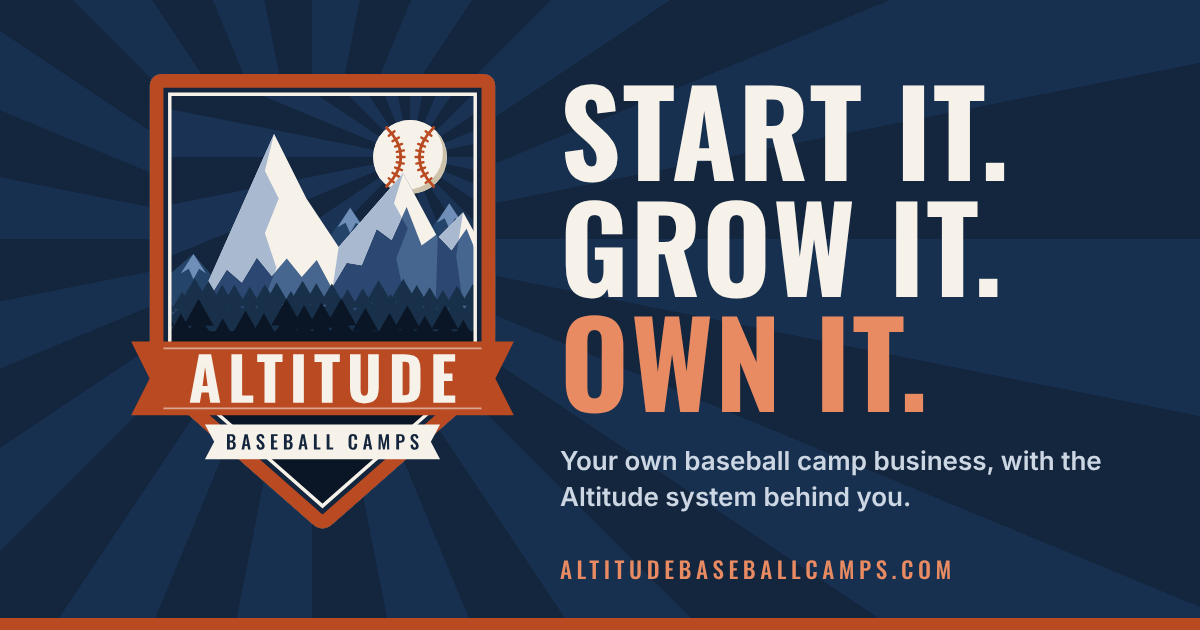 ALTITUDE
BASEBALL CAMPS
START IT.
GROW IT.
OWN IT.
Your own baseball camp business, with the
Altitude system behind you.
ALTITUDEBASEBALLCAMPS.COM